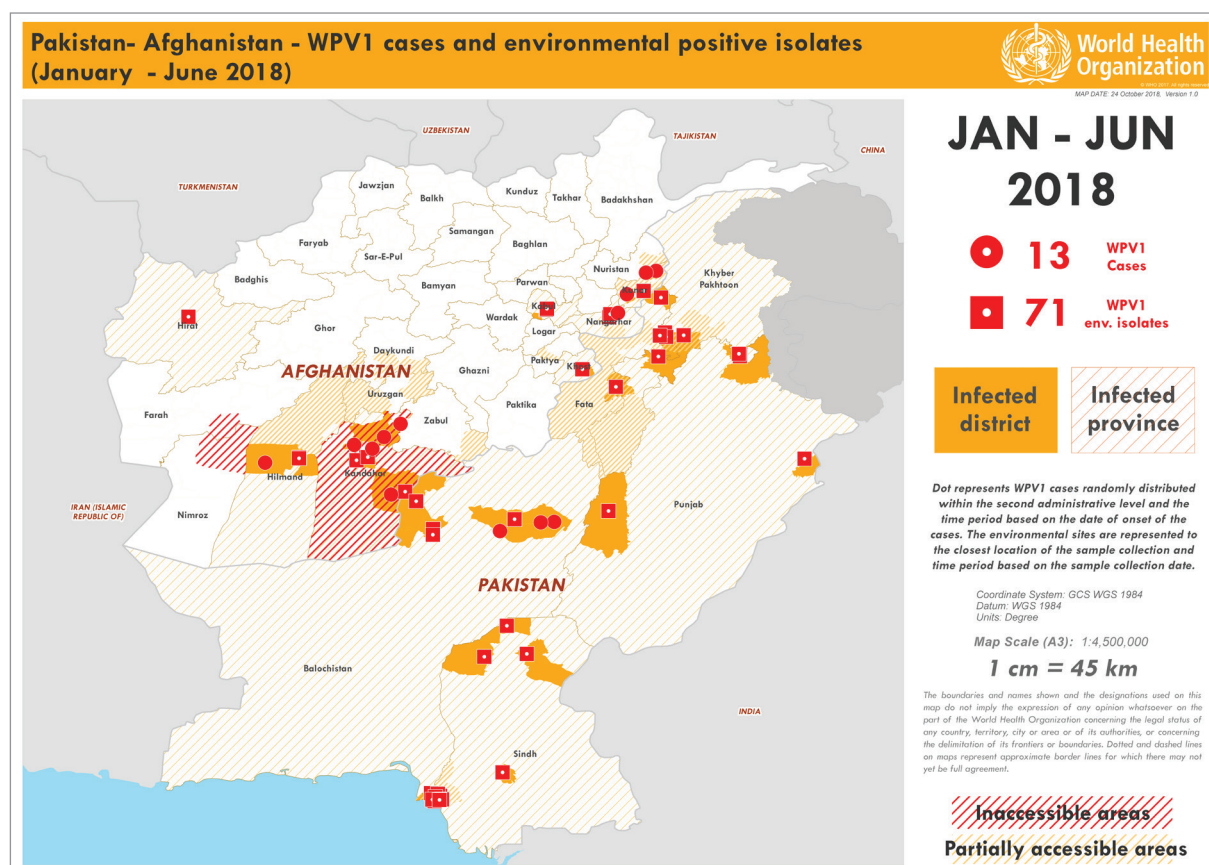 Pakistan- Afghanistan - WPV1 cases and environmental positive isolates
(January - June 2018)
World Health
Organization
© WHO 2017. All rights reserved.
MAP DATE: 24 October 2018, Version 1.0
JAN - JUN
2018
13 WPV1
Cases
71 WPV1
env. isolates
Infected
district
Infected
province
Dot represents WPV1 cases randomly distributed
within the second administrative level and the
time period based on the date of onset of the
cases. The environmental sites are represented to
the closest location of the sample collection and
time period based on the sample collection date.
Coordinate System: GCS WGS 1984
Datum: WGS 1984
Units: Degree
Map Scale (A3): 1:4,500,000
1 cm = 45 km
The boundaries and names shown and the designations used on this
map do not imply the expression of any opinion whatsoever on the
part of the World Health Organization concerning the legal status of
any country, territory, city or area or of its authorities, or concerning
the delimitation of its frontiers or boundaries. Dotted and dashed lines
on maps represent approximate border lines for which there may not
yet be full agreement.
Inaccessible areas
Partially accessible areas
UZBEKISTAN
TAJIKISTAN
CHINA
TURKMENISTAN
Jawzjan
Balkh
Kunduz
Takhar
Badakhshan
Faryab
Samangan
Sar-E-Pul
Baghlan
Badghis
Bamyan
Parwan
Nuristan
Khyber
Pakhtoon
Hirat
Ghor
Wardak
Logar
Nangarhar
Daykundi
Paktya
AFGHANISTAN
Ghazni
Uruzgan
Farah
Zabul
Paktika
Fata
Hilmand
Kandahar
Nimroz
IRAN (ISLAMIC
REPUBLIC OF)
Punjab
PAKISTAN
Balochistan
INDIA
Sindh